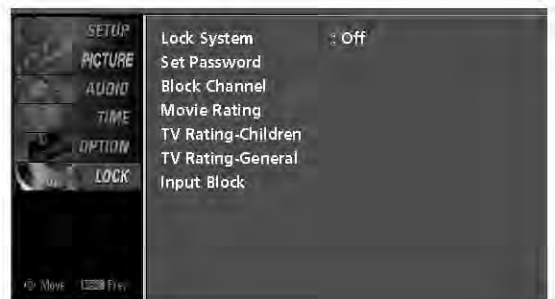 SETUP
PICTURE
AUDIO
TIME
OPTION
LOCK
Lock System : Off
Set Password
Block Channel
Movie Rating
TV Rating-Children
TV Rating-General
Input Block
Move Prev